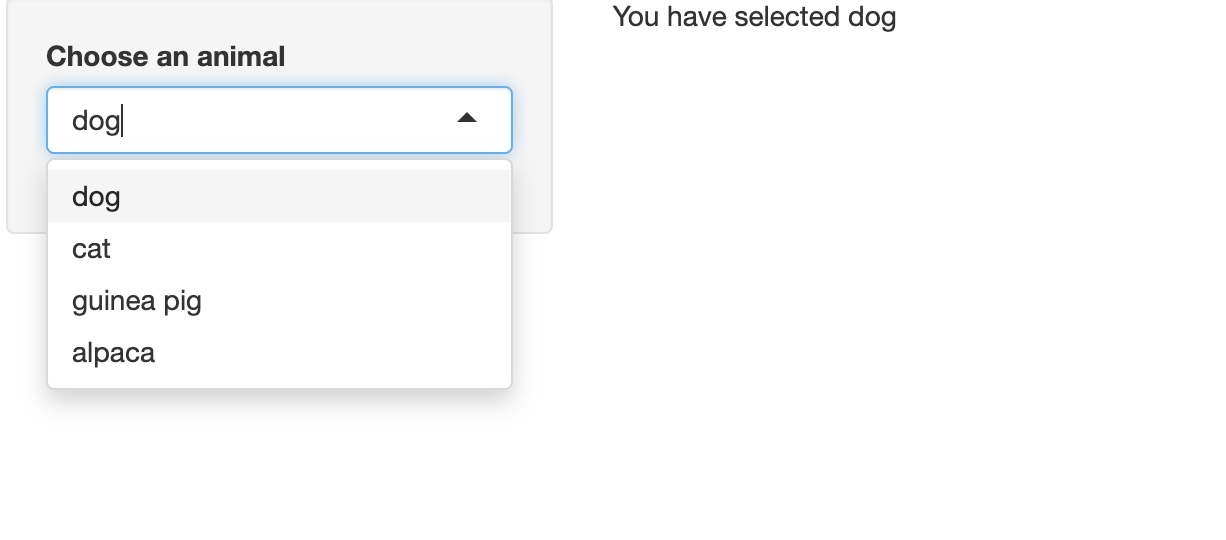 Choose an animal
dog
dog
cat
guinea pig
alpaca
You have selected dog